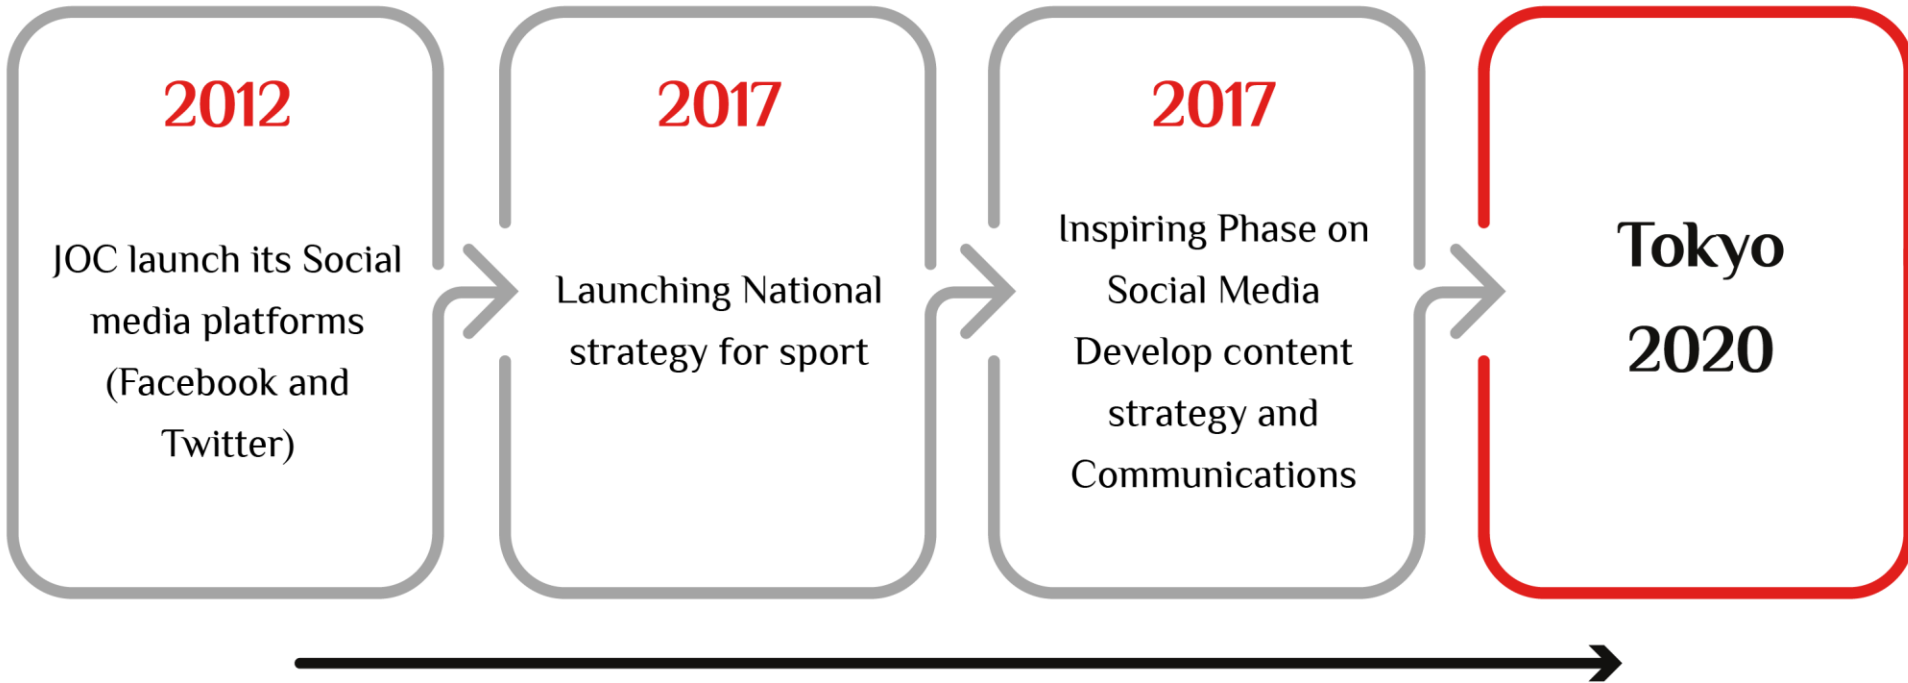 2012
JOC launch its Social
media platforms
(Facebook and
Twitter)
2017
Launching National
strategy for sport
2017
Inspiring Phase on
Social Media
Develop content
strategy and
Communications
Tokyo
2020